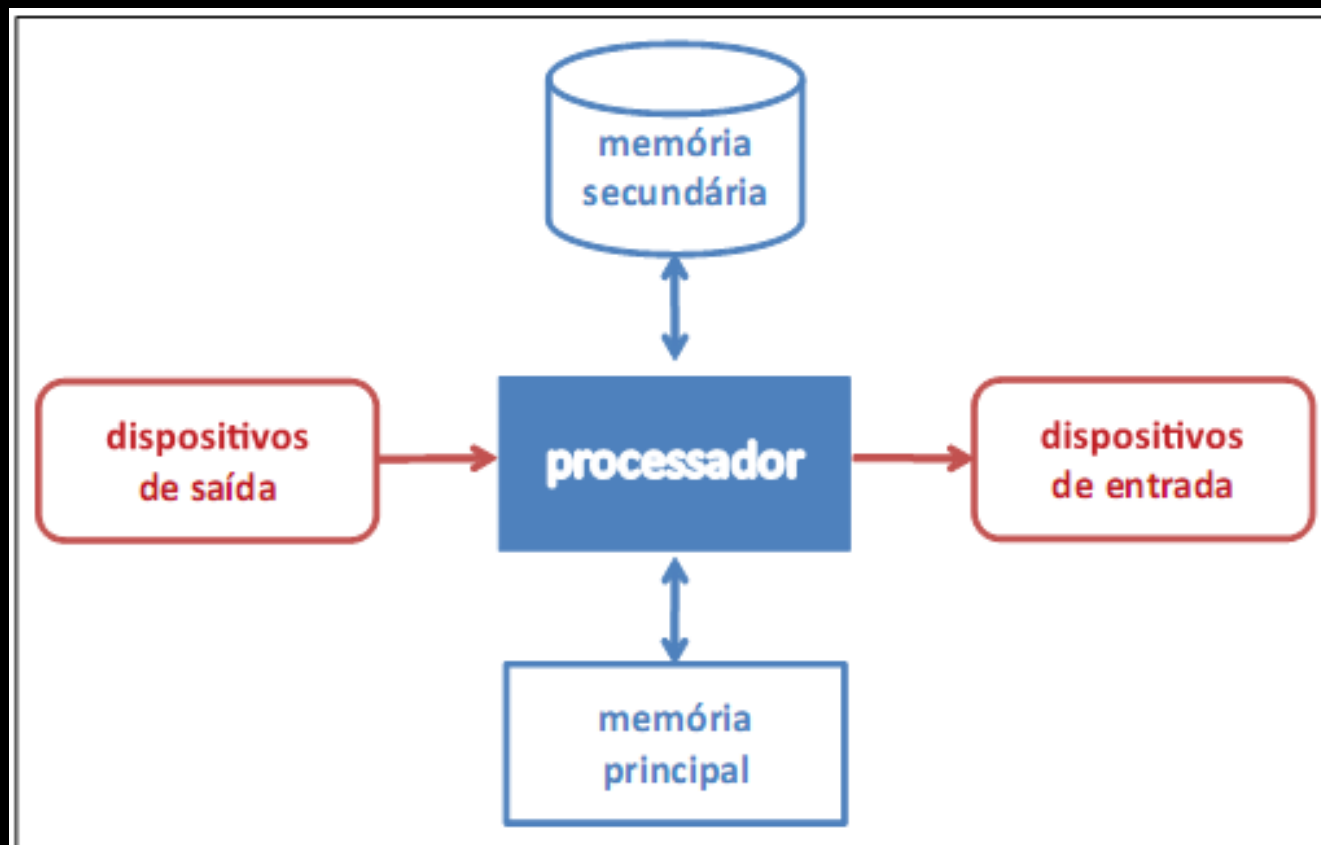 memória
secundária
dispositivos
de saída
processador
dispositivos
de entrada
memória
principal